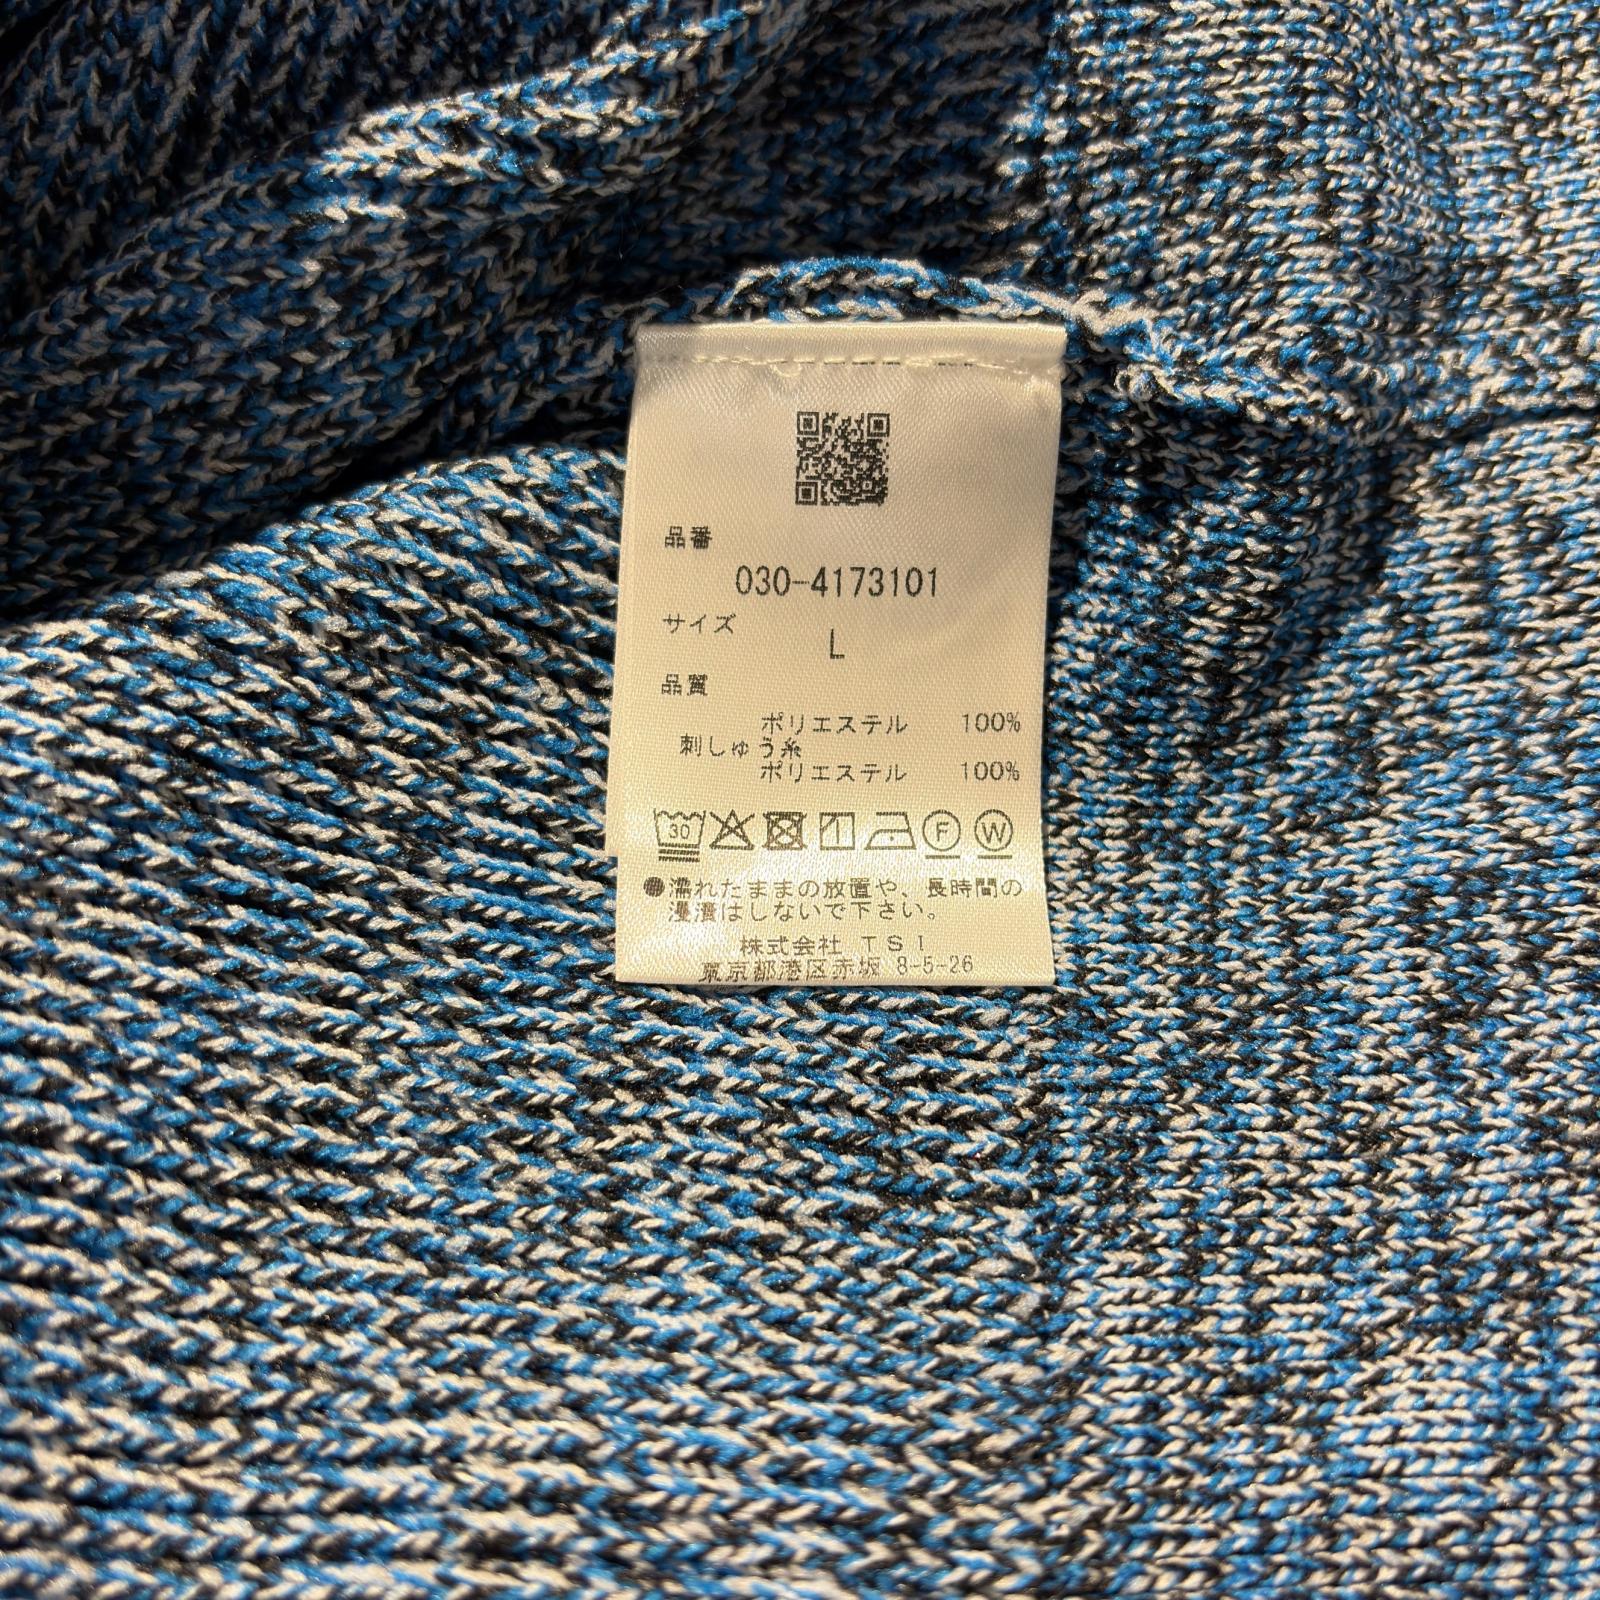 品番
030-4173101
サイズ
L
品質
ポリエステル 100%
刺しゅう糸
ポリエステル 100%
30 F W
●濡れたままの放置や、長時間の
浸漬はしないで下さい。
株式会社 TSI
東京都港区赤坂 8-5-26